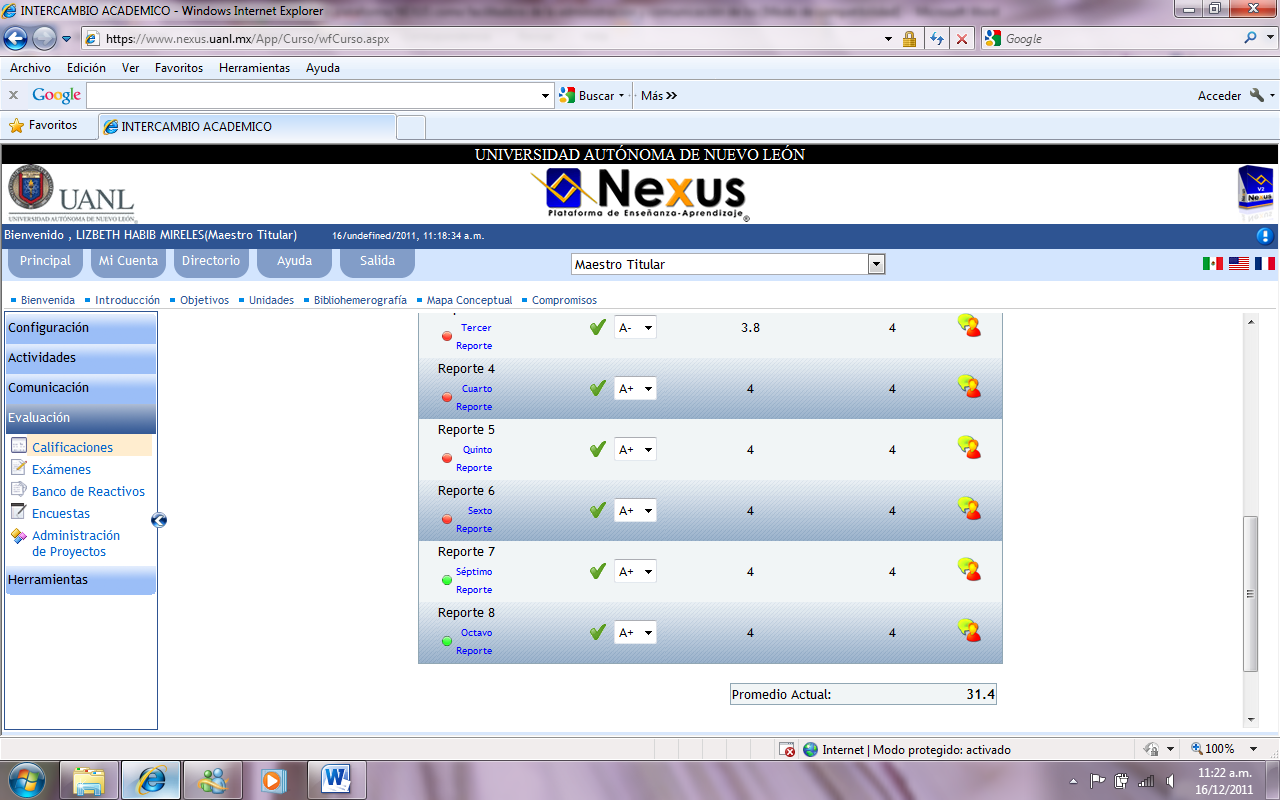 INTERCAMBIO ACADEMICO - Windows Internet Explorer
https://www.nexus.uanl.mx/App/Curso/wfCurso.aspx
Google
Archivo Edición Ver Favoritos Herramientas Ayuda
x Google Buscar Más >> Acceder
Favoritos INTERCAMBIO ACADEMICO
UNIVERSIDAD AUTÓNOMA DE NUEVO LEÓN
UANL
UNIVERSIDAD AUTÓNOMA DE NUEVO LEÓN
Nexus
Plataforma de Enseñanza-Aprendizaje®
V2
Nexus
Bienvenido , LIZBETH HABIB MIRELES(Maestro Titular) 16/undefined/2011, 11:18:34 a.m.
Principal Mi Cuenta Directorio Ayuda Salida Maestro Titular
Bienvenida Introducción Objetivos Unidades Bibliohemerografía Mapa Conceptual Compromisos
Configuración
Actividades
Comunicación
Evaluación
Calificaciones
Exámenes
Banco de Reactivos
Encuestas
Administración
de Proyectos
Herramientas
Tercer
Reporte
A- 3.8 4
Reporte 4
Cuarto
Reporte
A+ 4 4
Reporte 5
Quinto
Reporte
A+ 4 4
Reporte 6
Sexto
Reporte
A+ 4 4
Reporte 7
Séptimo
Reporte
A+ 4 4
Reporte 8
Octavo
Reporte
A+ 4 4
Promedio Actual: 31.4
Internet | Modo protegido: activado 100%
11:22 a.m.
16/12/2011